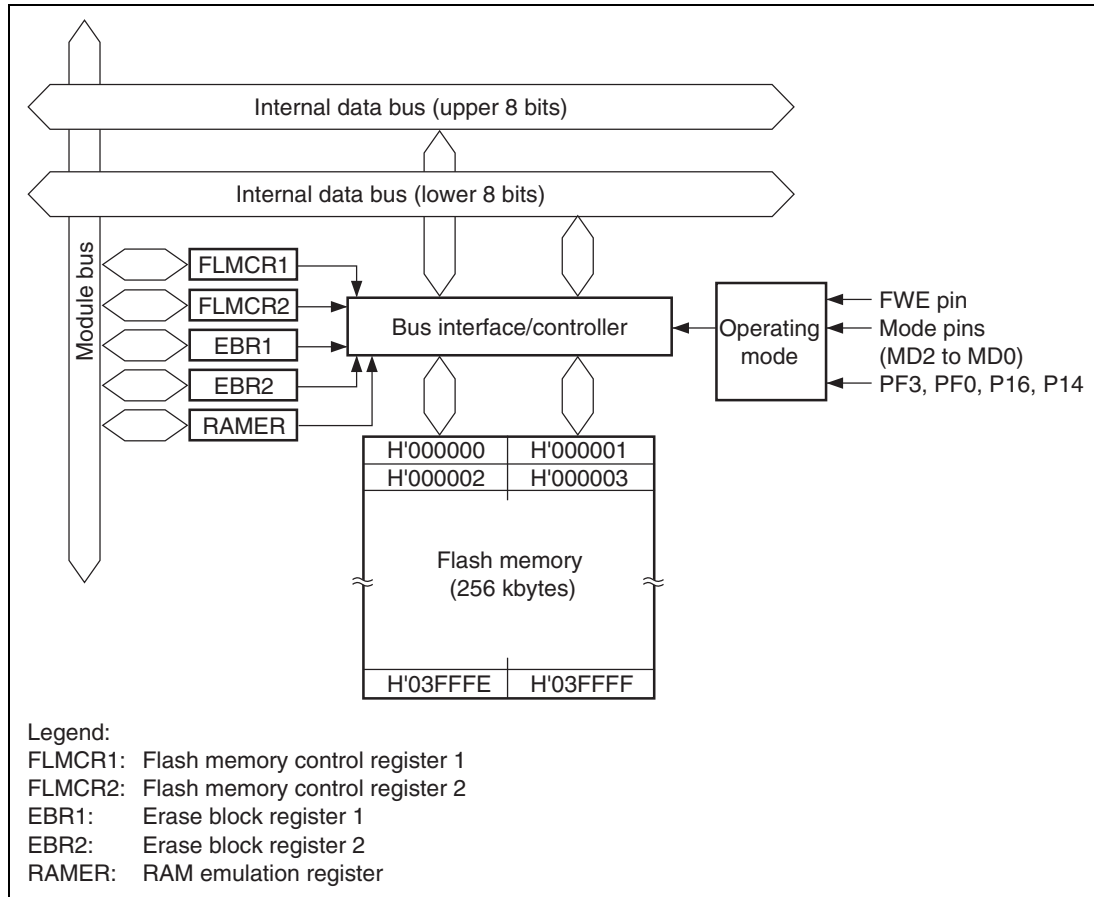 Internal data bus (upper 8 bits)
Internal data bus (lower 8 bits)
Module bus
FLMCR1
FLMCR2
EBR1
EBR2
RAMER
Bus interface/controller
Operating
mode
FWE pin
Mode pins
(MD2 to MD0)
PF3, PF0, P16, P14
H'000000 H'000001
H'000002 H'000003
Flash memory
(256 kbytes)
H'03FFFE H'03FFFF
Legend:
FLMCR1: Flash memory control register 1
FLMCR2: Flash memory control register 2
EBR1: Erase block register 1
EBR2: Erase block register 2
RAMER: RAM emulation register